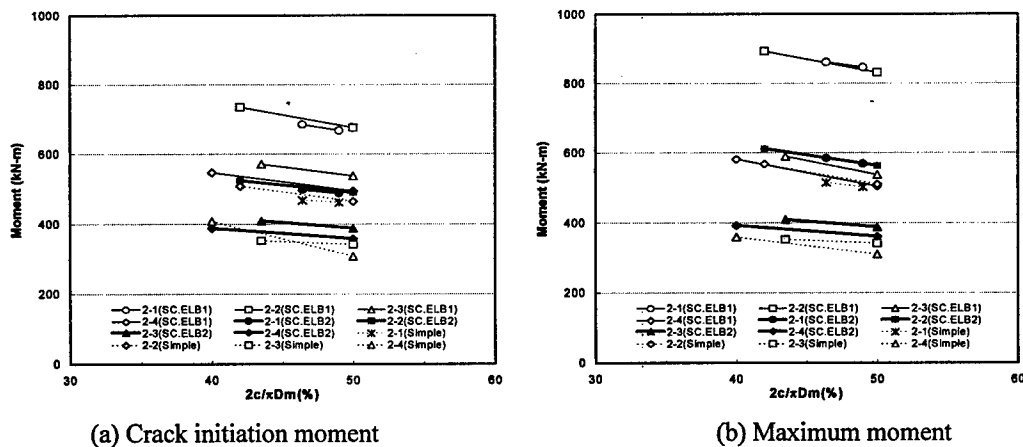 1000
800
600
400
200
0
Moment (kN-m)
30 40 50 60
2c/πDm(%)
2-1(SC.ELB1) 2-2(SC.ELB1) 2-3(SC.ELB1)
2-4(SC.ELB1) 2-1(SC.ELB2) 2-2(SC.ELB2)
2-3(SC.ELB2) 2-4(SC.ELB2) 2-1(Simple)
2-2(Simple) 2-3(Simple) 2-4(Simple)
(a) Crack initiation moment
1000
800
600
400
200
0
Moment (kN-m)
30 40 50 60
2c/πDm(%)
2-1(SC.ELB1) 2-2(SC.ELB1) 2-3(SC.ELB1)
2-4(SC.ELB1) 2-1(SC.ELB2) 2-2(SC.ELB2)
2-3(SC.ELB2) 2-4(SC.ELB2) 2-1(Simple)
2-2(Simple) 2-3(Simple) 2-4(Simple)
(b) Maximum moment